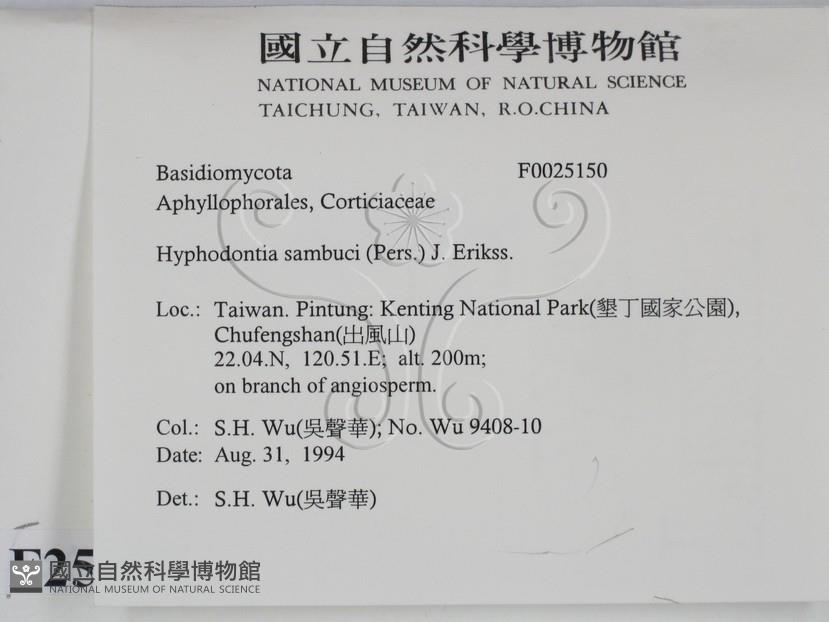 國立自然科學博物館
NATIONAL MUSEUM OF NATURAL SCIENCE
TAICHUNG, TAIWAN, R.O.CHINA
Basidiomycota F0025150
Aphyllophorales, Corticiaceae
Hyphodontia sambuci (Pers.) J. Erikss.
Loc.: Taiwan. Pintung: Kenting National Park(墾丁國家公園),
Chufengshan(出風山)
22.04.N, 120.51.E; alt. 200m;
on branch of angiosperm.
Col.: S.H. Wu(吳聲華); No. Wu 9408-10
Date: Aug. 31, 1994
Det.: S.H. Wu(吳聲華)
F25
國立自然科學博物館
NATIONAL MUSEUM OF NATURAL SCIENCE